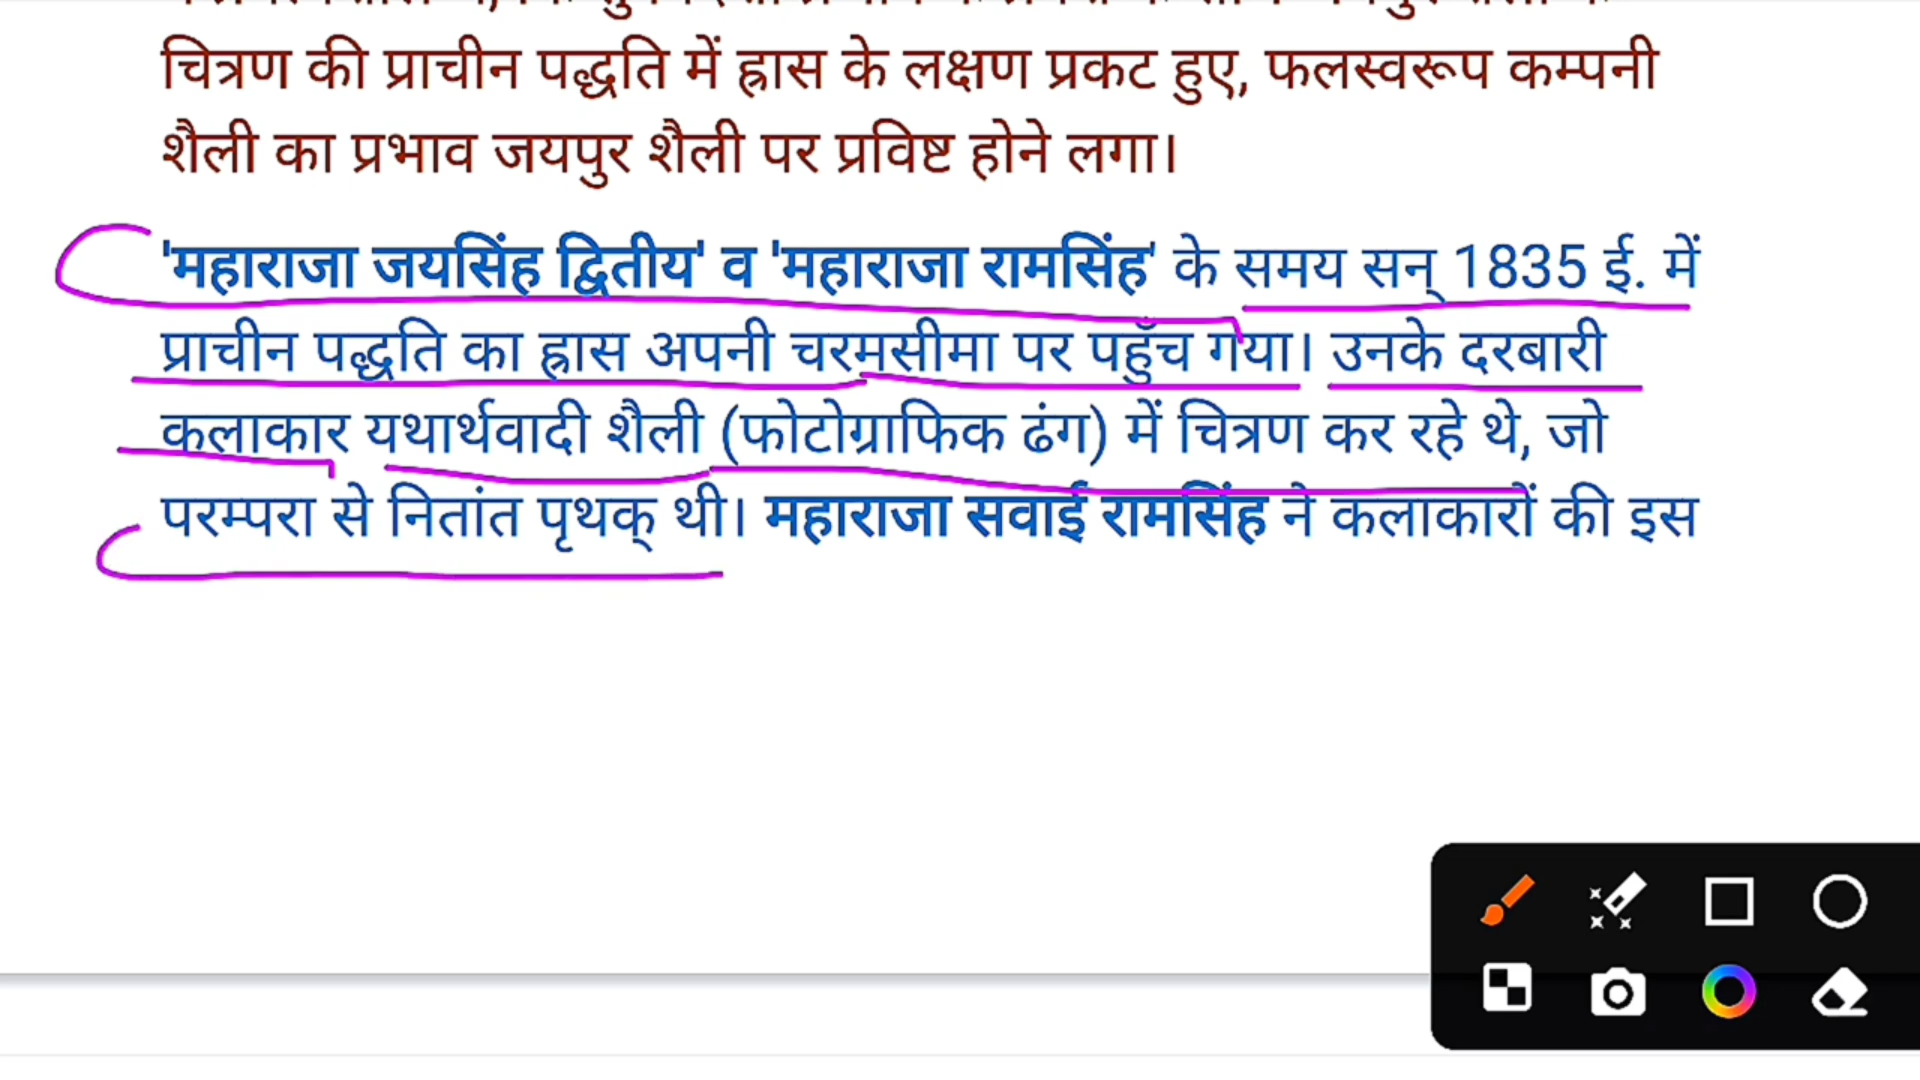 चित्रण की प्राचीन पद्धति में ह्रास के लक्षण प्रकट हुए, फलस्वरूप कम्पनी
शैली का प्रभाव जयपुर शैली पर प्रविष्ट होने लगा।
'महाराजा जयसिंह द्वितीय' व 'महाराजा रामसिंह' के समय सन् 1835 ई. में
प्राचीन पद्धति का ह्रास अपनी चरमसीमा पर पहुँच गया। उनके दरबारी
कलाकार यथार्थवादी शैली (फोटोग्राफिक ढंग) में चित्रण कर रहे थे, जो
परम्परा से नितांत पृथक् थी। महाराजा सवाई रामसिंह ने कलाकारों की इस